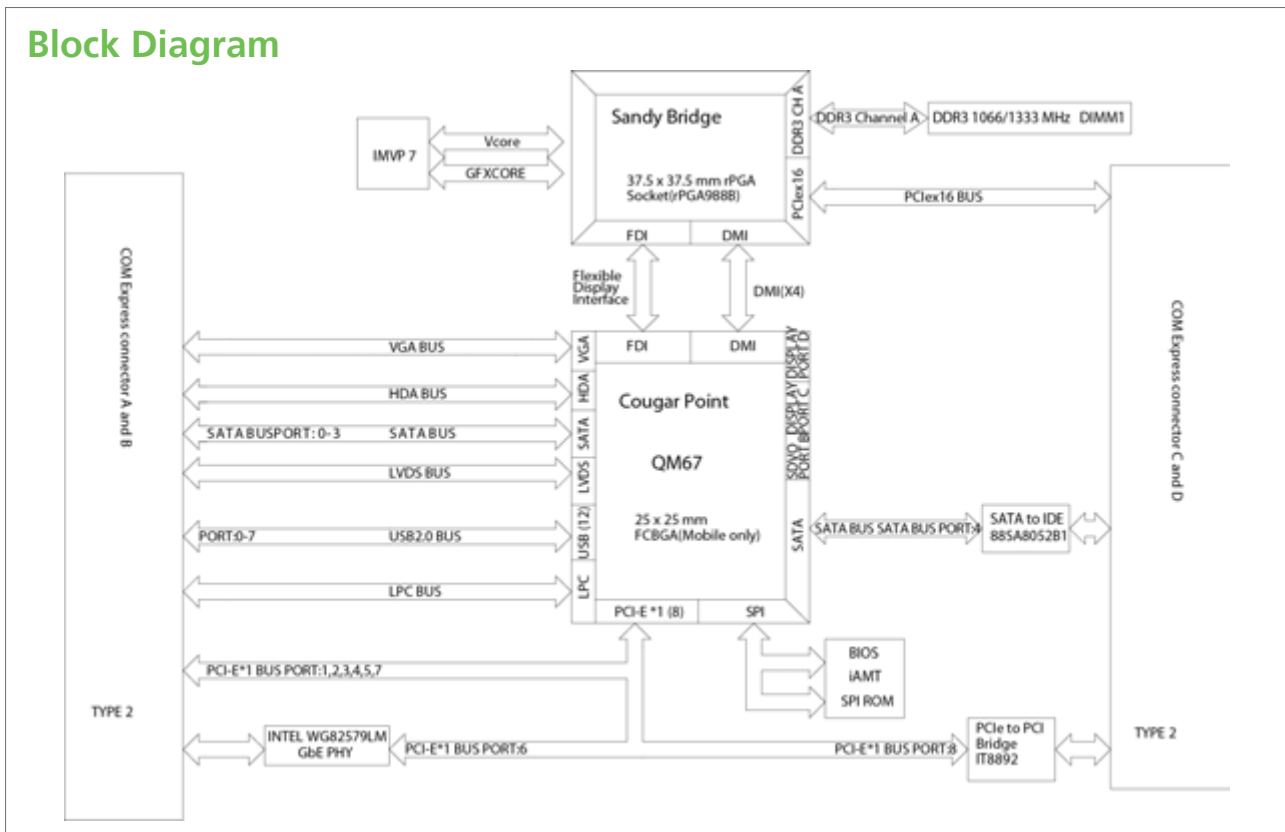 Block Diagram
Sandy Bridge
37.5 x 37.5 mm rPGA
Socket(rPGA988B)
DDR3 CH A
PCIex16
FDI
DMI
DDR3 Channel A
DDR3 1066/1333 MHz DIMM1
IMVP 7
Vcore
GFXCORE
PCIex16 BUS
Flexible
Display
Interface
DMI(X4)
COM Express connector A and B
TYPE 2
COM Express connector C and D
TYPE 2
FDI
DMI
VGA
HDA
SATA
LVDS
USB (12)
LPC
Cougar Point
QM67
25 x 25 mm
FCBGA(Mobile only)
DISPLAY
PORT D
DISPLAY
PORT C
SDVO
PORT B
SATA
PCI-E *1 (8)
SPI
VGA BUS
HDA BUS
SATA BUSPORT: 0-3 SATA BUS
LVDS BUS
PORT:0-7 USB2.0 BUS
LPC BUS
SATA BUS SATA BUS PORT:4
SATA to IDE
88SA8052B1
PCI-E*1 BUS PORT:1,2,3,4,5,7
BIOS
iAMT
SPI ROM
INTEL WG82579LM
GbE PHY
PCI-E*1 BUS PORT:6
PCI-E*1 BUS PORT:8
PCIe to PCI
Bridge
IT8892